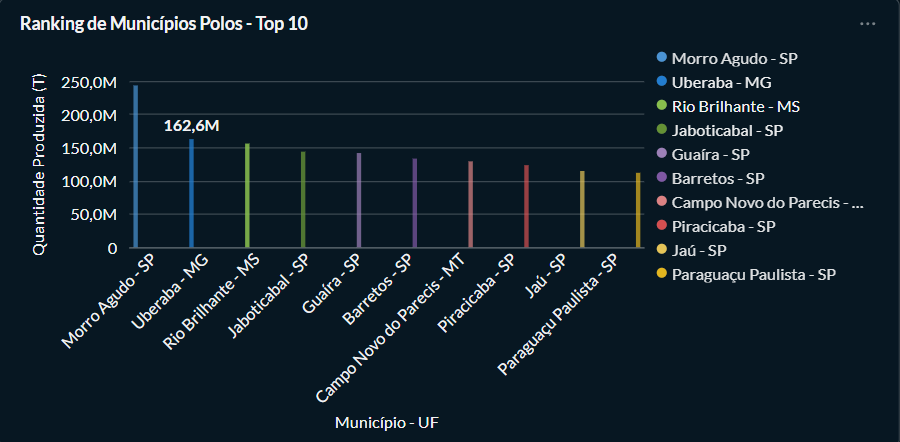 Ranking de Municípios Polos - Top 10
Quantidade Produzida (T)
250,0M
200,0M
150,0M
100,0M
50,0M
0
162,6M
Morro Agudo - SP
Uberaba - MG
Rio Brilhante - MS
Jaboticabal - SP
Guaíra - SP
Barretos - SP
Campo Novo do Parecis - MT
Piracicaba - SP
Jaú - SP
Paraguaçu Paulista - SP
Município - UF
Morro Agudo - SP
Uberaba - MG
Rio Brilhante - MS
Jaboticabal - SP
Guaíra - SP
Barretos - SP
Campo Novo do Parecis - ...
Piracicaba - SP
Jaú - SP
Paraguaçu Paulista - SP